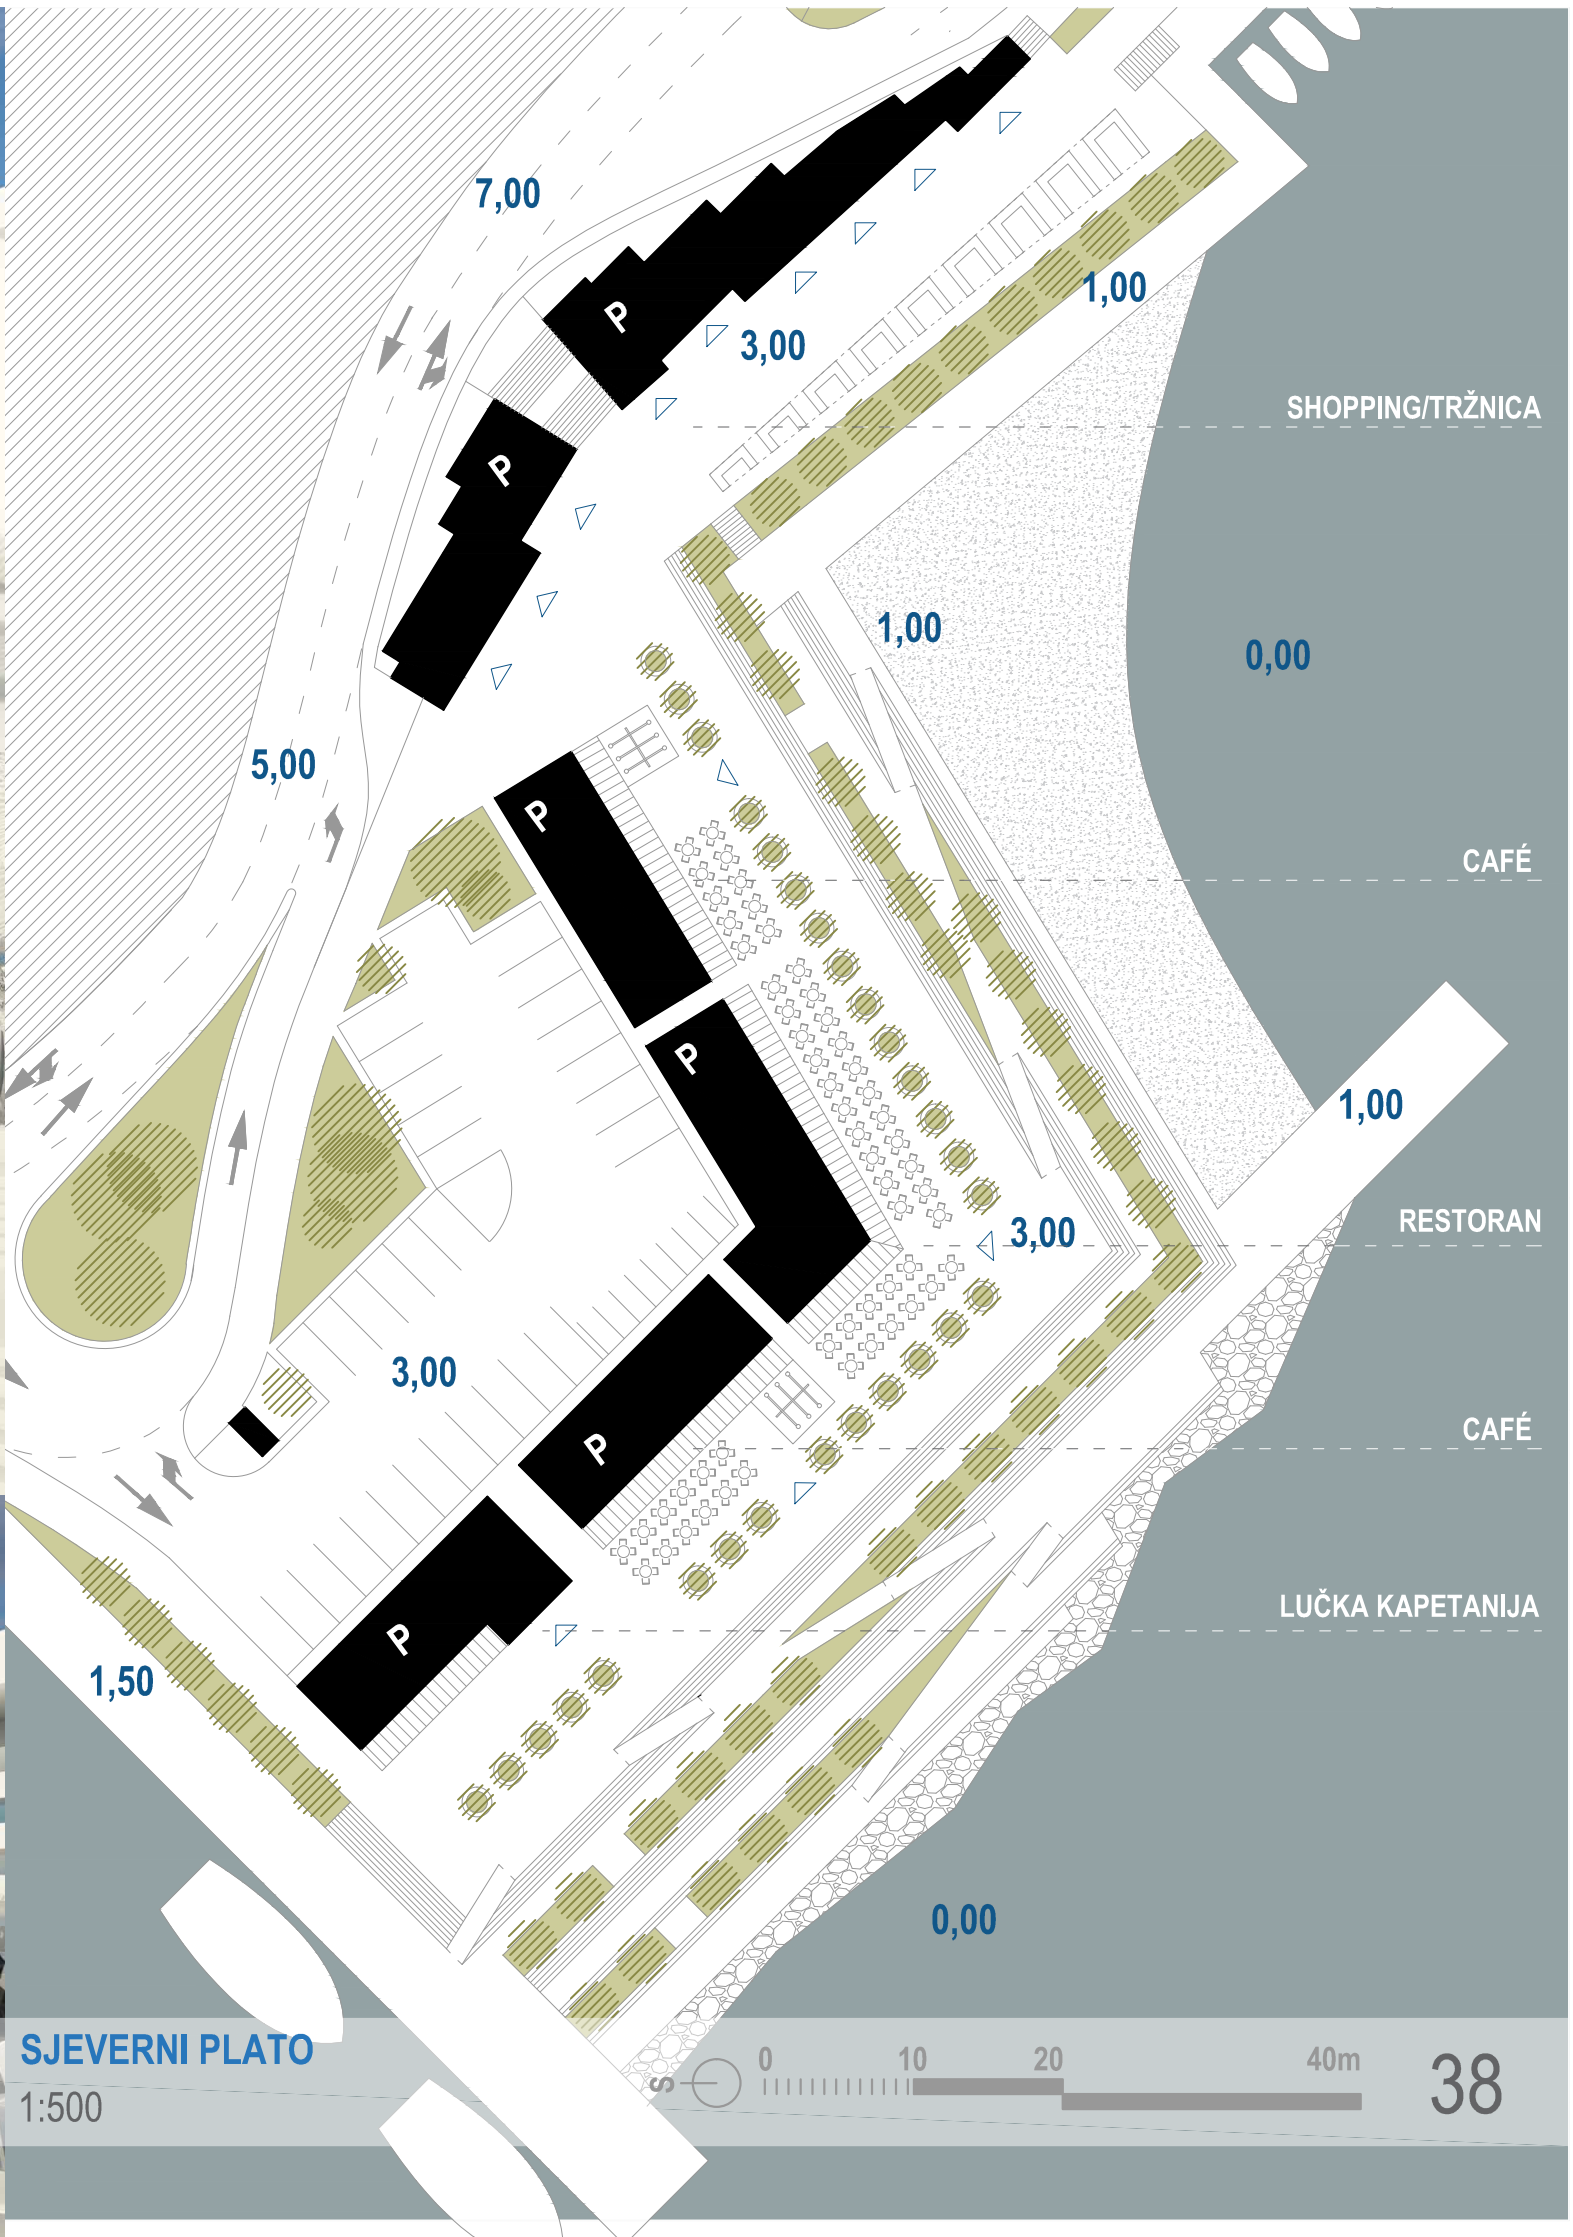 7,00
P
1,00
3,00
SHOPPING/TRŽNICA
P
1,00
0,00
5,00
P
CAFÉ
P
1,00
RESTORAN
3,00
3,00
CAFÉ
P
LUČKA KAPETANIJA
P
1,50
0,00
SJEVERNI PLATO
1:500
S
0 10 20 40m
38